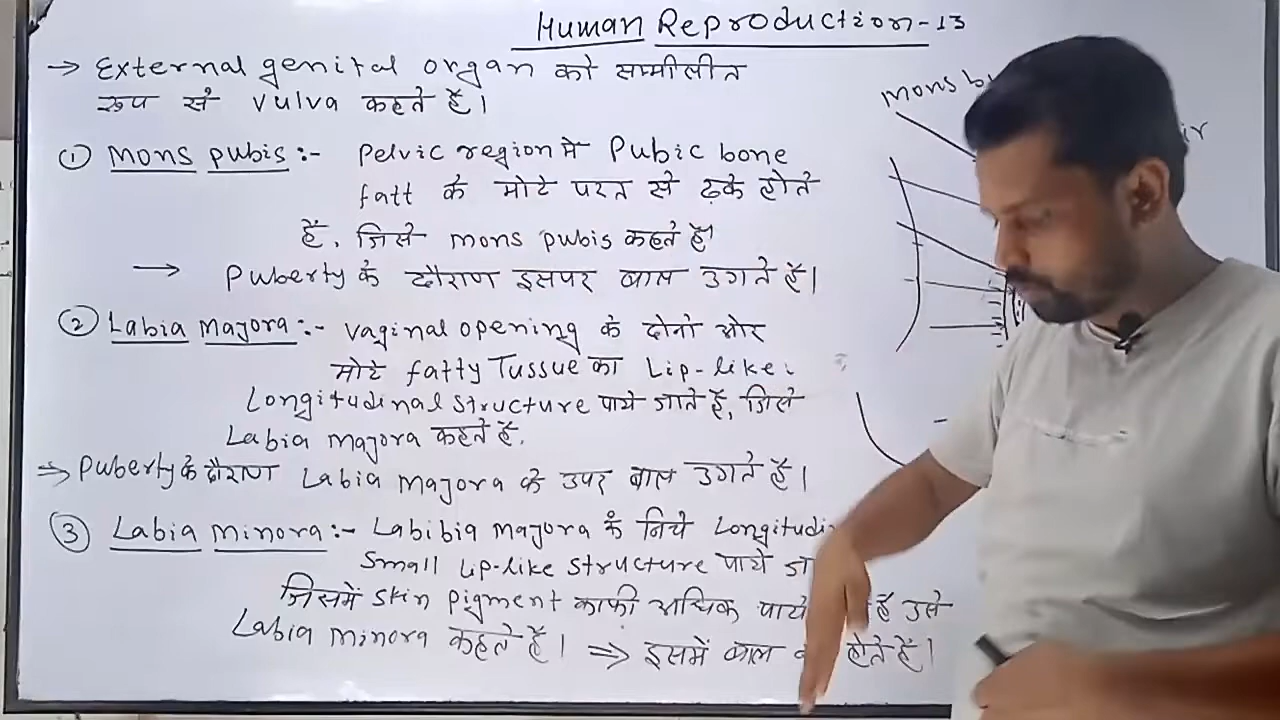 Human Reproduction-13
→ External genital organ को सम्मीलीत
रूप से vulva कहते हैं।
① Mons pubis:- Pelvic region मे Pubic bone
fatt के मोटे परत से ढ़के होते
हैं, जिसे mons pubis कहते हैं
→ Puberty के दौराण इसपर बाल उगते हैं।
② Labia majora:- vaginal opening के दोनो ओर
मोटे fatty Tussue का Lip-like
Longitudinal structure पाये जाते हैं, जिसे
Labia majora कहते हैं.
⇒ Puberty के दौराण Labia majora के उपर बाल उगते हैं।
③ Labia minora:- Labibia majora के निचे
Small Lip-like structure पाये
जिसमें skin pigment काफी अधिक पाये हैं उसे
Labia minora कहते हैं। ⇒ इसमें बाल होते हैं।
mons